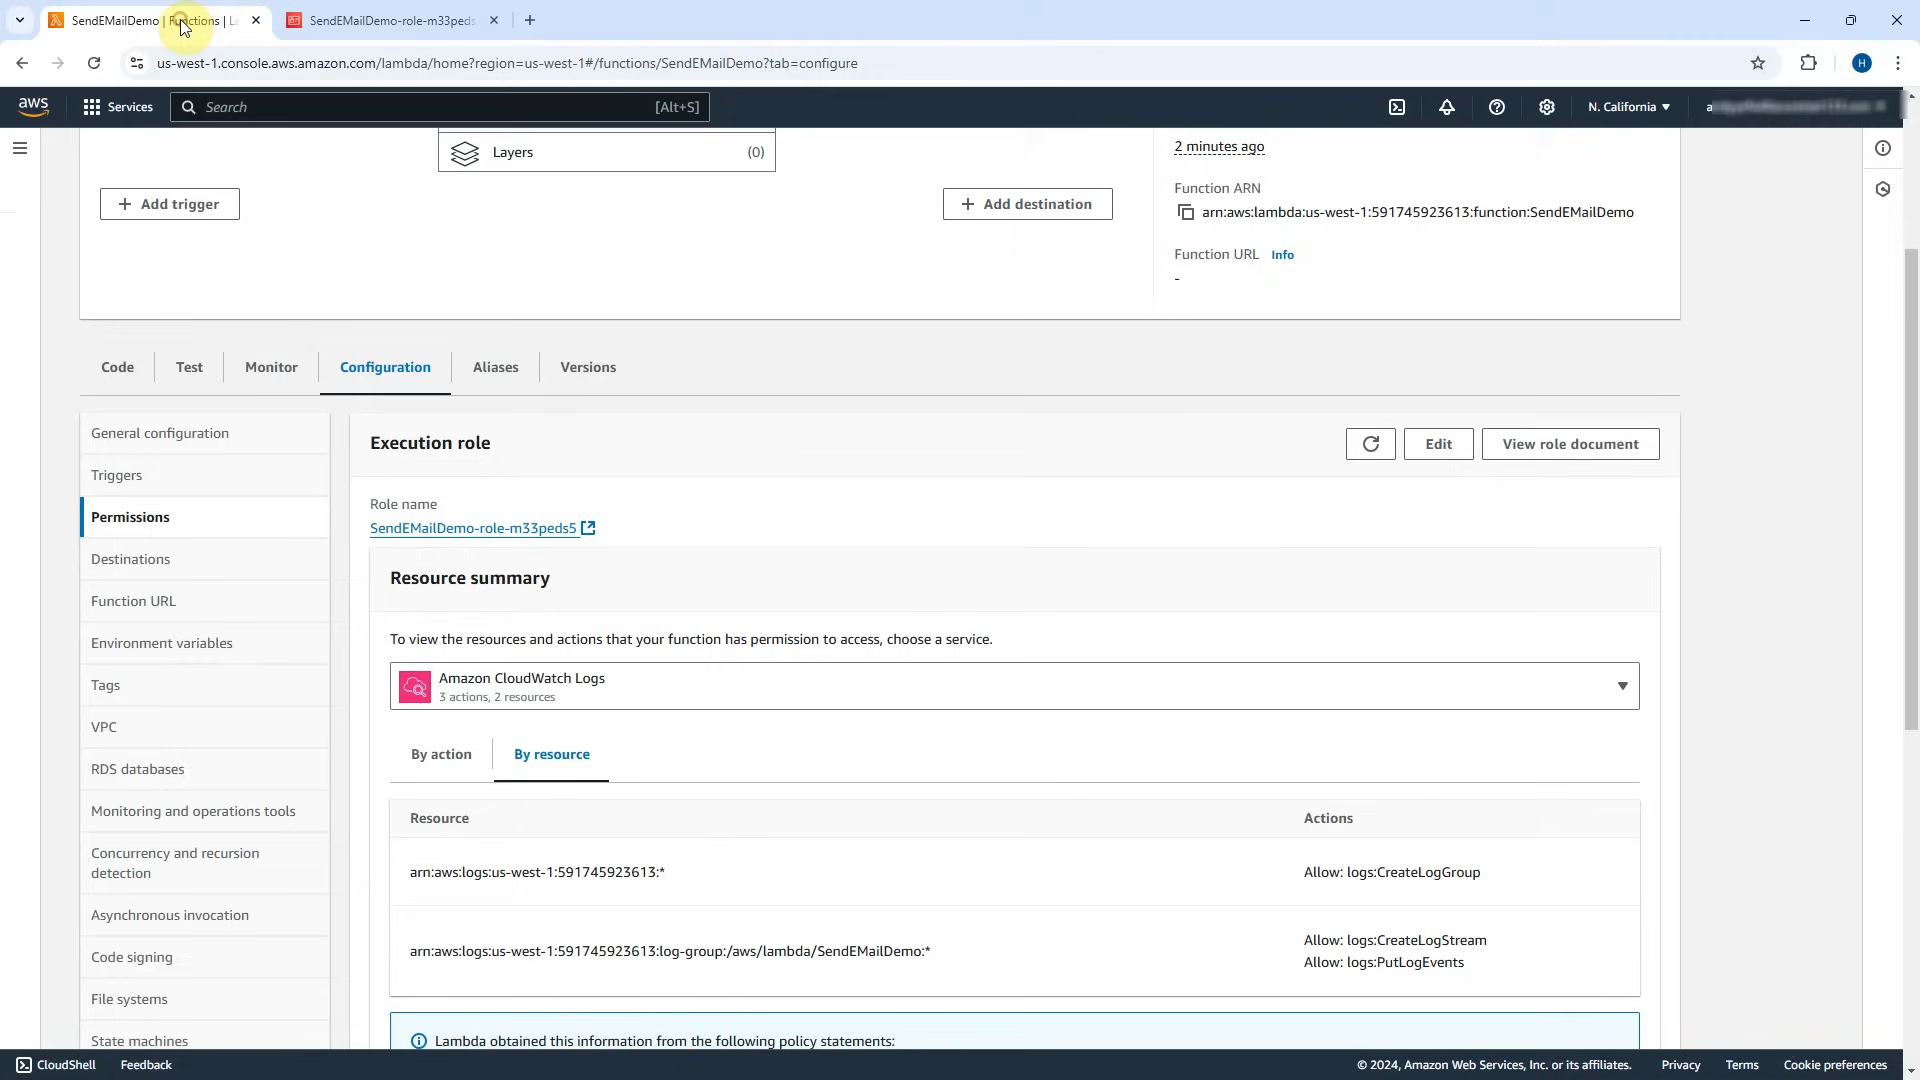 SendEMailDemo | Functions | L
SendEMailDemo-role-m33peds
us-west-1.console.aws.amazon.com/lambda/home?region=us-west-1#/functions/SendEMailDemo?tab=configure
H
aws
Services
Search
[Alt+S]
N. California
Layers
(0)
2 minutes ago
Add trigger
Add destination
Function ARN
arn:aws:lambda:us-west-1:591745923613:function:SendEMailDemo
Function URL Info
-
Code
Test
Monitor
Configuration
Aliases
Versions
General configuration
Triggers
Permissions
Destinations
Function URL
Environment variables
Tags
VPC
RDS databases
Monitoring and operations tools
Concurrency and recursion
detection
Asynchronous invocation
Code signing
File systems
State machines
Execution role
Edit
View role document
Role name
SendEMailDemo-role-m33peds5
Resource summary
To view the resources and actions that your function has permission to access, choose a service.
Amazon CloudWatch Logs
3 actions, 2 resources
By action
By resource
Resource
Actions
arn:aws:logs:us-west-1:591745923613:*
Allow: logs:CreateLogGroup
arn:aws:logs:us-west-1:591745923613:log-group:/aws/lambda/SendEMailDemo:*
Allow: logs:CreateLogStream
Allow: logs:PutLogEvents
Lambda obtained this information from the following policy statements:
CloudShell
Feedback
© 2024, Amazon Web Services, Inc. or its affiliates.
Privacy
Terms
Cookie preferences